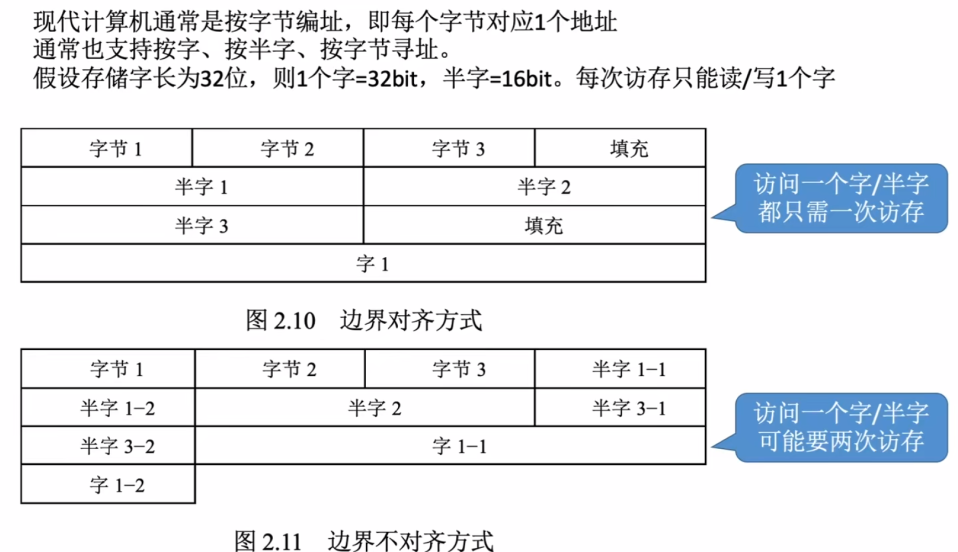 现代计算机通常是按字节编址，即每个字节对应1个地址
通常也支持按字、按半字、按字节寻址。
假设存储字长为32位，则1个字=32bit，半字=16bit。每次访存只能读/写1个字
字节 1 字节 2 字节 3 填充
半字 1 半字 2
半字 3 填充
字 1
访问一个字/半字
都只需一次访存
图 2.10 边界对齐方式
字节 1 字节 2 字节 3 半字 1−1
半字 1−2 半字 2 半字 3−1
半字 3−2 字 1−1
字 1−2
访问一个字/半字
可能要两次访存
图 2.11 边界不对齐方式